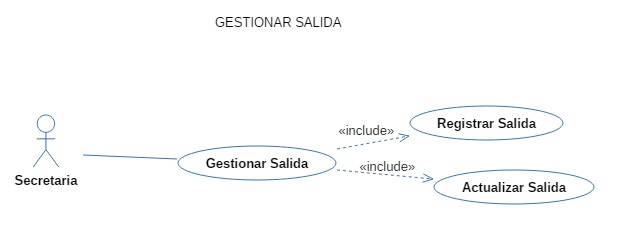 GESTIONAR SALIDA
«include»
Registrar Salida
Gestionar Salida
«include»
Secretaria
Actualizar Salida